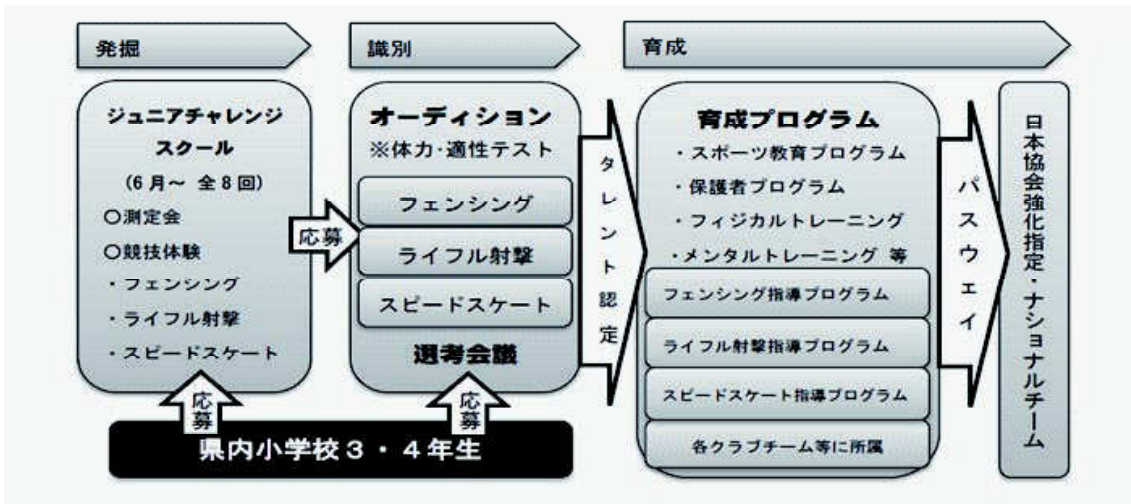 発掘
識別
育成
ジュニアチャレンジ
スクール
(6月～ 全8回)
○測定会
○競技体験
・フェンシング
・ライフル射撃
・スピードスケート
応募
オーディション
※体力・適性テスト
フェンシング
ライフル射撃
スピードスケート
選考会議
タレント認定
育成プログラム
・スポーツ教育プログラム
・保護者プログラム
・フィジカルトレーニング
・メンタルトレーニング 等
フェンシング指導プログラム
ライフル射撃指導プログラム
スピードスケート指導プログラム
各クラブチーム等に所属
パスウェイ
日本協会強化指定・ナショナルチーム
応募
応募
県内小学校3・4年生